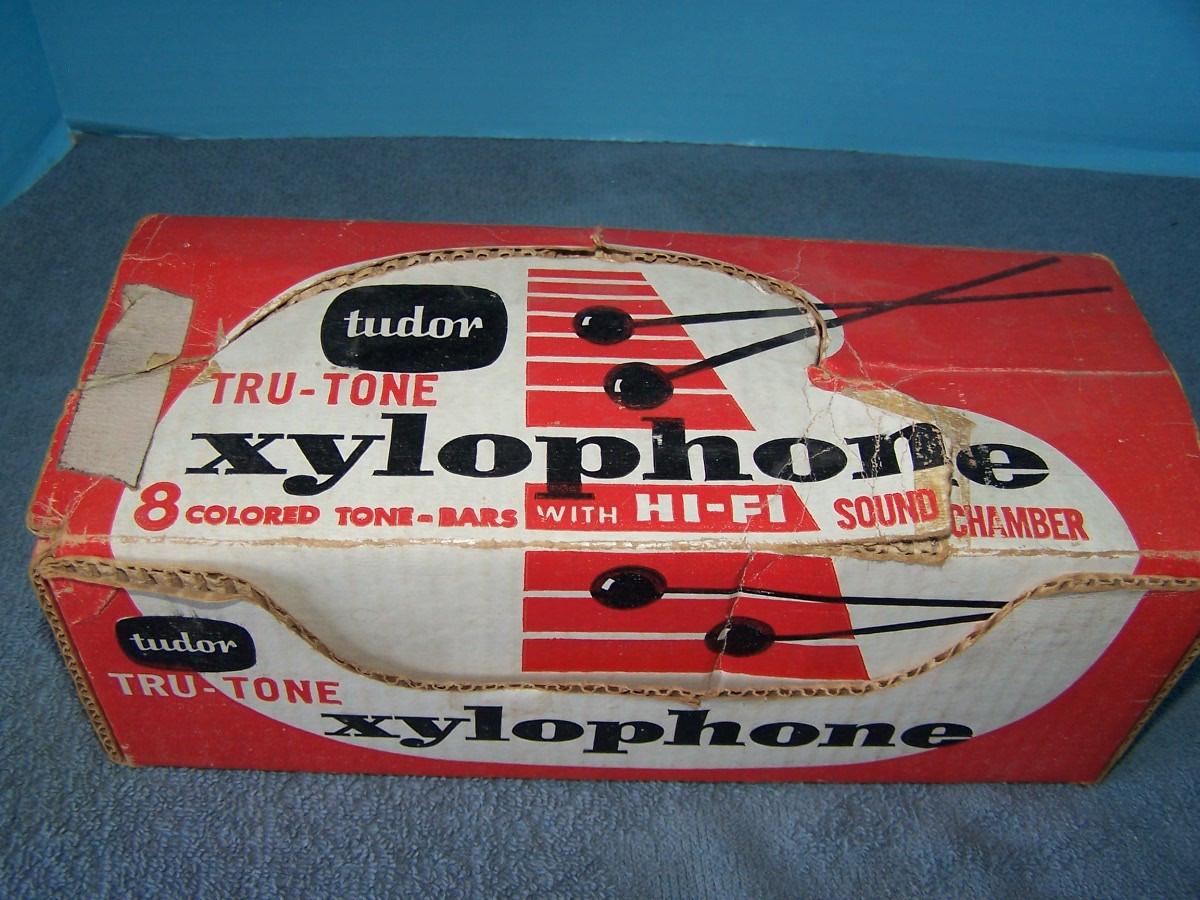 tudor
TRU-TONE
xylophone
8 COLORED TONE-BARS WITH HI-FI SOUND CHAMBER
tudor
TRU-TONE
xylophone